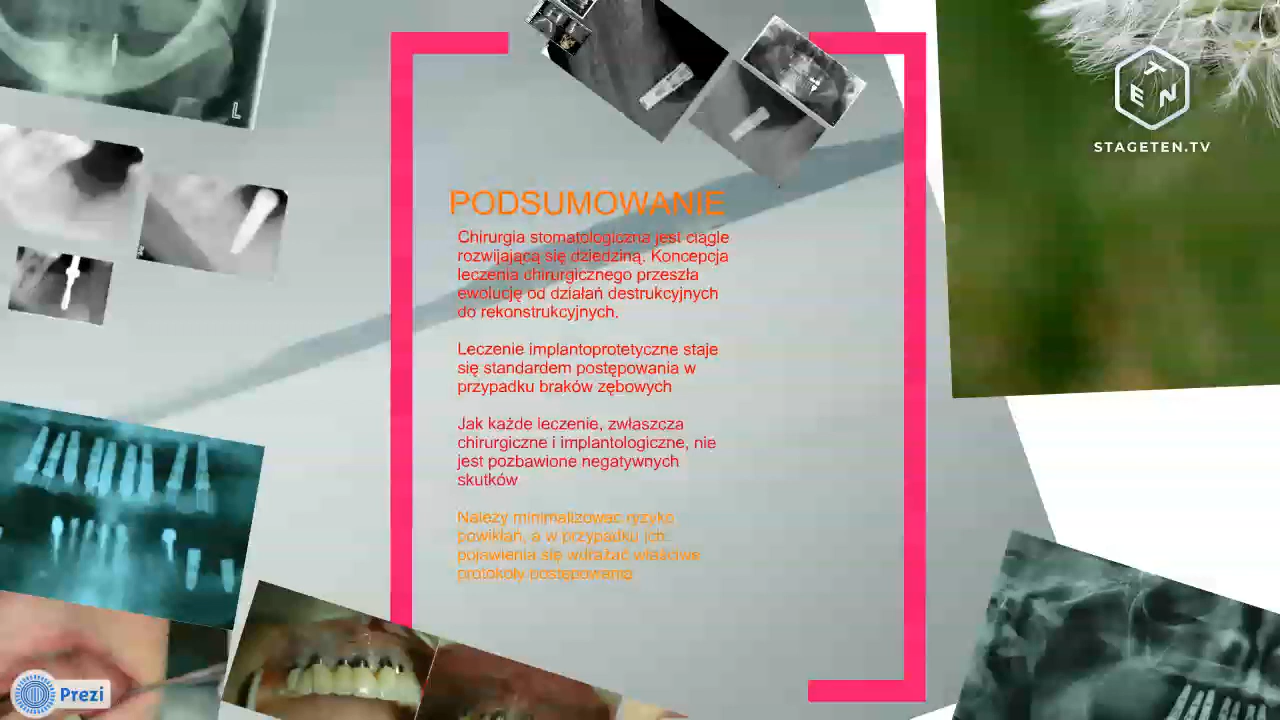 TEN
STAGETEN.TV
L
PODSUMOWANIE
Chirurgia stomatologiczna jest ciągle
rozwijającą się dziedziną. Koncepcja
leczenia chirurgicznego przeszła
ewolucję od działań destrukcyjnych
do rekonstrukcyjnych.
Leczenie implantoprotetyczne staje
się standardem postępowania w
przypadku braków zębowych
Jak każde leczenie, zwłaszcza
chirurgiczne i implantologiczne, nie
jest pozbawione negatywnych
skutków
Należy minimalizować ryzyko
powikłań, a w przypadku ich
pojawienia się wdrażać właściwe
protokoły postępowania
Prezi